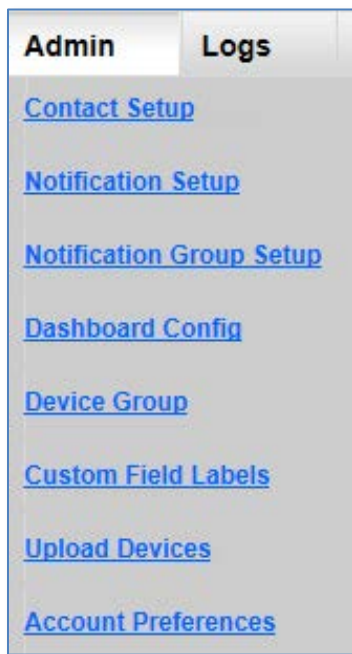 Admin Logs
Contact Setup
Notification Setup
Notification Group Setup
Dashboard Config
Device Group
Custom Field Labels
Upload Devices
Account Preferences